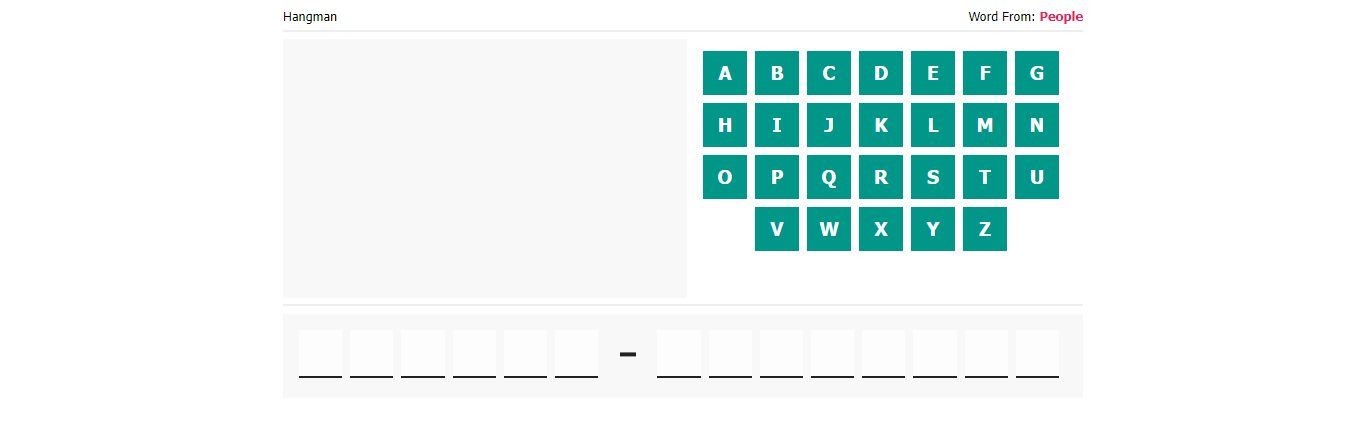 Hangman Word From: People
A B C D E F G
H I J K L M N
O P Q R S T U
V W X Y Z
-